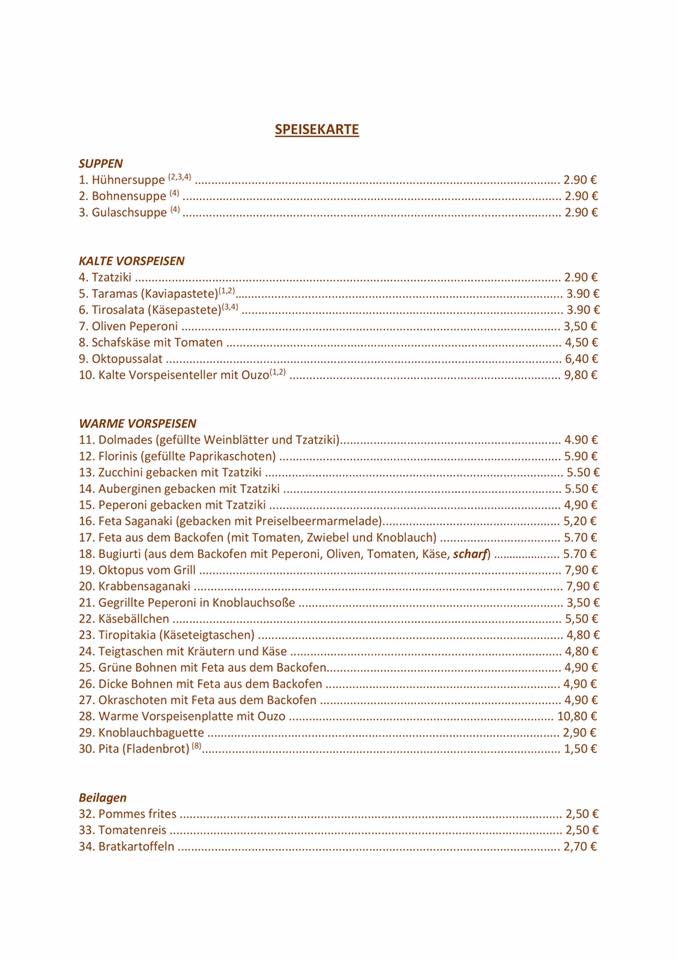 SPEISEKARTE
SUPPEN
1. Hühnersuppe (2,3,4) ............................................................................................................. 2.90 €
2. Bohnensuppe (4) ................................................................................................................. 2.90 €
3. Gulaschsuppe (4) ................................................................................................................. 2.90 €
KALTE VORSPEISEN
4. Tzatziki ............................................................................................................................... 2.90 €
5. Taramas (Kaviapastete)(1,2)................................................................................................. 3.90 €
6. Tirosalata (Käsepastete)(3,4) ................................................................................................ 3.90 €
7. Oliven Peperoni ................................................................................................................. 3,50 €
8. Schafskäse mit Tomaten .................................................................................................... 4,50 €
9. Oktopussalat ...................................................................................................................... 6,40 €
10. Kalte Vorspeisenteller mit Ouzo(1,2) ................................................................................. 9,80 €
WARME VORSPEISEN
11. Dolmades (gefüllte Weinblätter und Tzatziki).................................................................. 4.90 €
12. Florinis (gefüllte Paprikaschoten) .................................................................................... 5.90 €
13. Zucchini gebacken mit Tzatziki ......................................................................................... 5.50 €
14. Auberginen gebacken mit Tzatziki ................................................................................... 5.50 €
15. Peperoni gebacken mit Tzatziki ....................................................................................... 4,90 €
16. Feta Saganaki (gebacken mit Preiselbeermarmelade)..................................................... 5,20 €
17. Feta aus dem Backofen (mit Tomaten, Zwiebel und Knoblauch) .................................... 5.70 €
18. Bugiurti (aus dem Backofen mit Peperoni, Oliven, Tomaten, Käse, scharf) .................... 5.70 €
19. Oktopus vom Grill ............................................................................................................ 7,90 €
20. Krabbensaganaki .............................................................................................................. 7,90 €
21. Gegrillte Peperoni in Knoblauchsoße ............................................................................... 3,50 €
22. Käsebällchen .................................................................................................................... 5,50 €
23. Tiropitakia (Käseteigtaschen) ........................................................................................... 4,80 €
24. Teigtaschen mit Kräutern und Käse ................................................................................. 4,80 €
25. Grüne Bohnen mit Feta aus dem Backofen...................................................................... 4,90 €
26. Dicke Bohnen mit Feta aus dem Backofen ...................................................................... 4,90 €
27. Okraschoten mit Feta aus dem Backofen ........................................................................ 4,90 €
28. Warme Vorspeisenplatte mit Ouzo ............................................................................... 10,80 €
29. Knoblauchbaguette ......................................................................................................... 2,90 €
30. Pita (Fladenbrot) (8)........................................................................................................... 1,50 €
Beilagen
32. Pommes frites .................................................................................................................. 2,50 €
33. Tomatenreis ..................................................................................................................... 2,50 €
34. Bratkartoffeln .................................................................................................................. 2,70 €